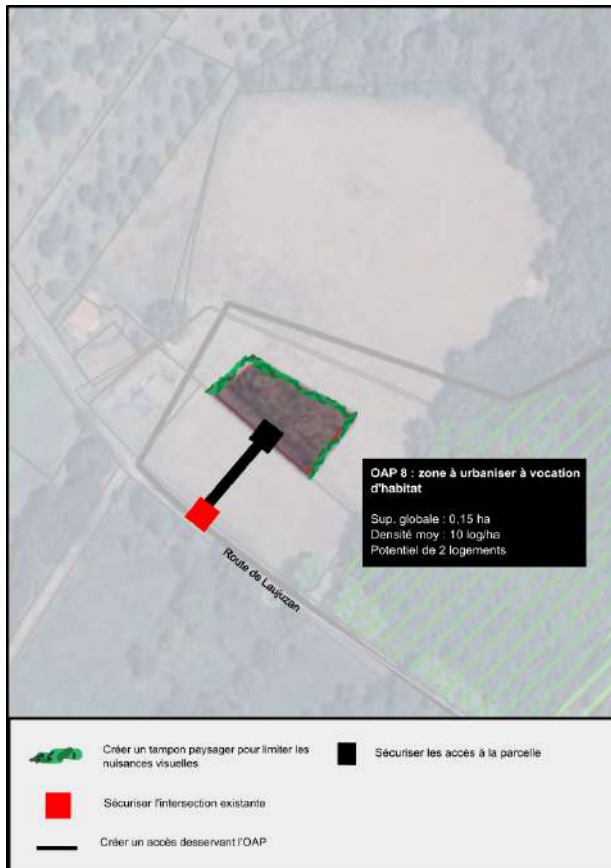 OAP 8 : zone à urbaniser à vocation
d'habitat
Sup. globale : 0,15 ha
Densité moy : 10 log/ha
Potentiel de 2 logements
Route de Laujuzan
Créer un tampon paysager pour limiter les
nuisances visuelles
Sécuriser les accès à la parcelle
Sécuriser l'intersection existante
Créer un accès desservant l'OAP